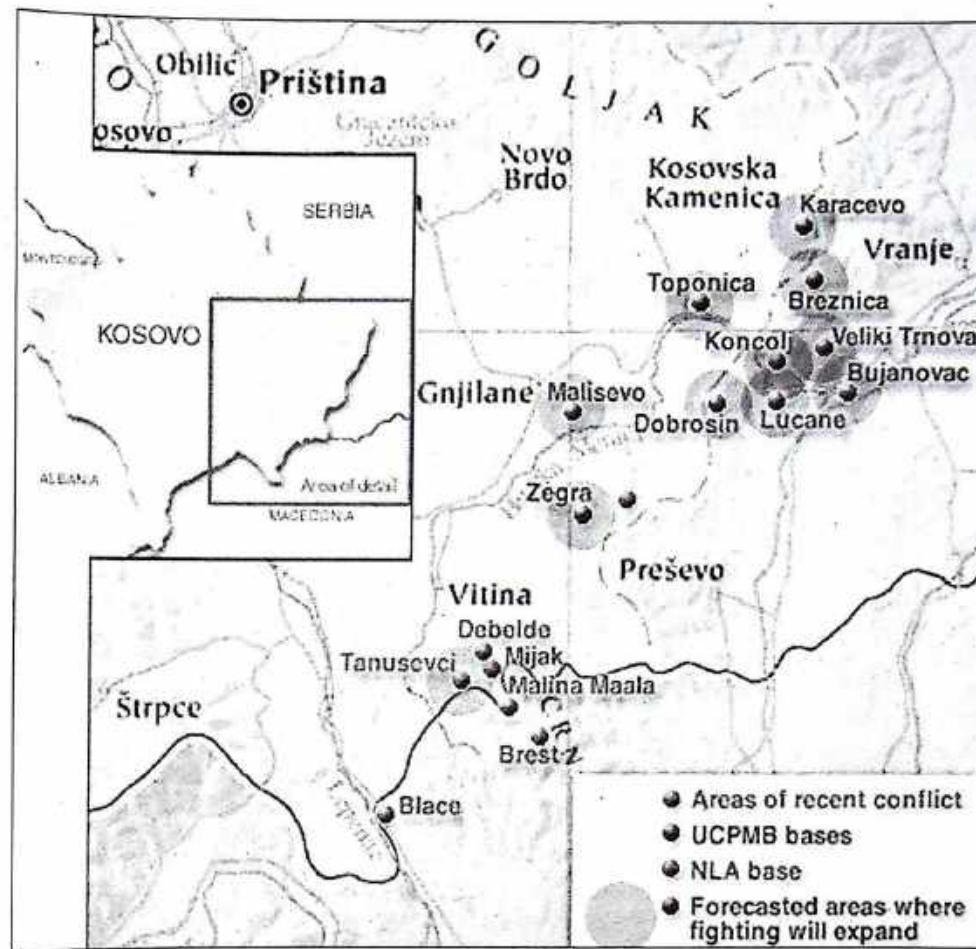 GOLJAK
O
Obilic
Priština
osovo
Novo
Brdo
Kosovska
Kamenica
Karacevo
Vranje
SERBIA
Toponica
Breznica
KOSOVO
Koncolj
Veliki Trnova
Bujanovac
Gnjilane
Malisevo
Dobrosin
Lucane
ALBANIA
Area of detail
MACEDONIA
Zegra
Preševo
Vitina
Debelde
Tanusevci
Mijak
Malina Maala
Štrpce
Brest
Blace
Areas of recent conflict
UCPMB bases
NLA base
Forecasted areas where
fighting will expand